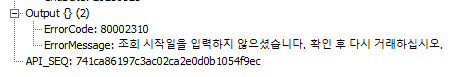 Output {} (2)
ErrorCode: 80002310
ErrorMessage: 조회 시작일을 입력하지 않으셨습니다. 확인 후 다시 거래하십시오.
API_SEQ: 741ca86197c3ac02ca2e0d0b1054f9ec